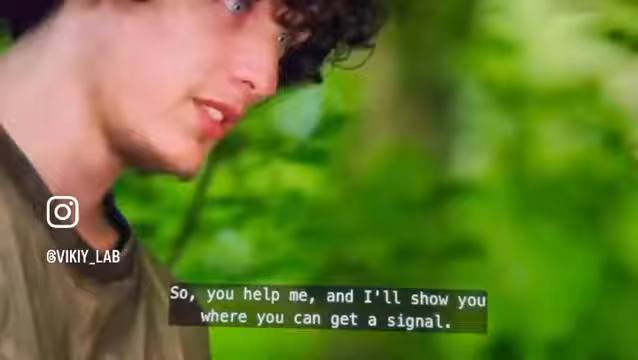 @VIKIY_LAB
So, you help me, and I'll show you
where you can get a signal.